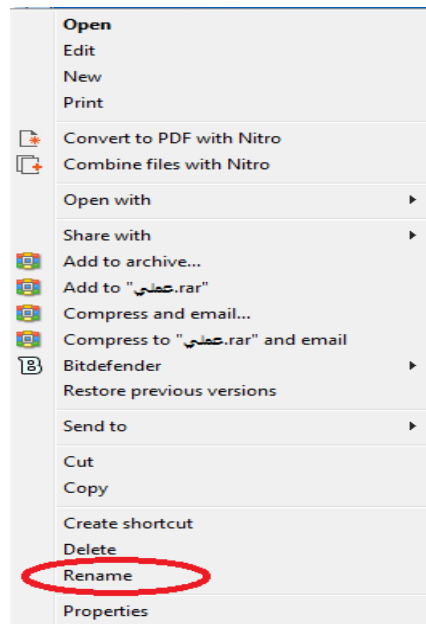 Open
Edit
New
Print
Convert to PDF with Nitro
Combine files with Nitro
Open with
Share with
Add to archive...
Add to "عملي.rar"
Compress and email...
Compress to "عملي.rar" and email
Bitdefender
Restore previous versions
Send to
Cut
Copy
Create shortcut
Delete
Rename
Properties